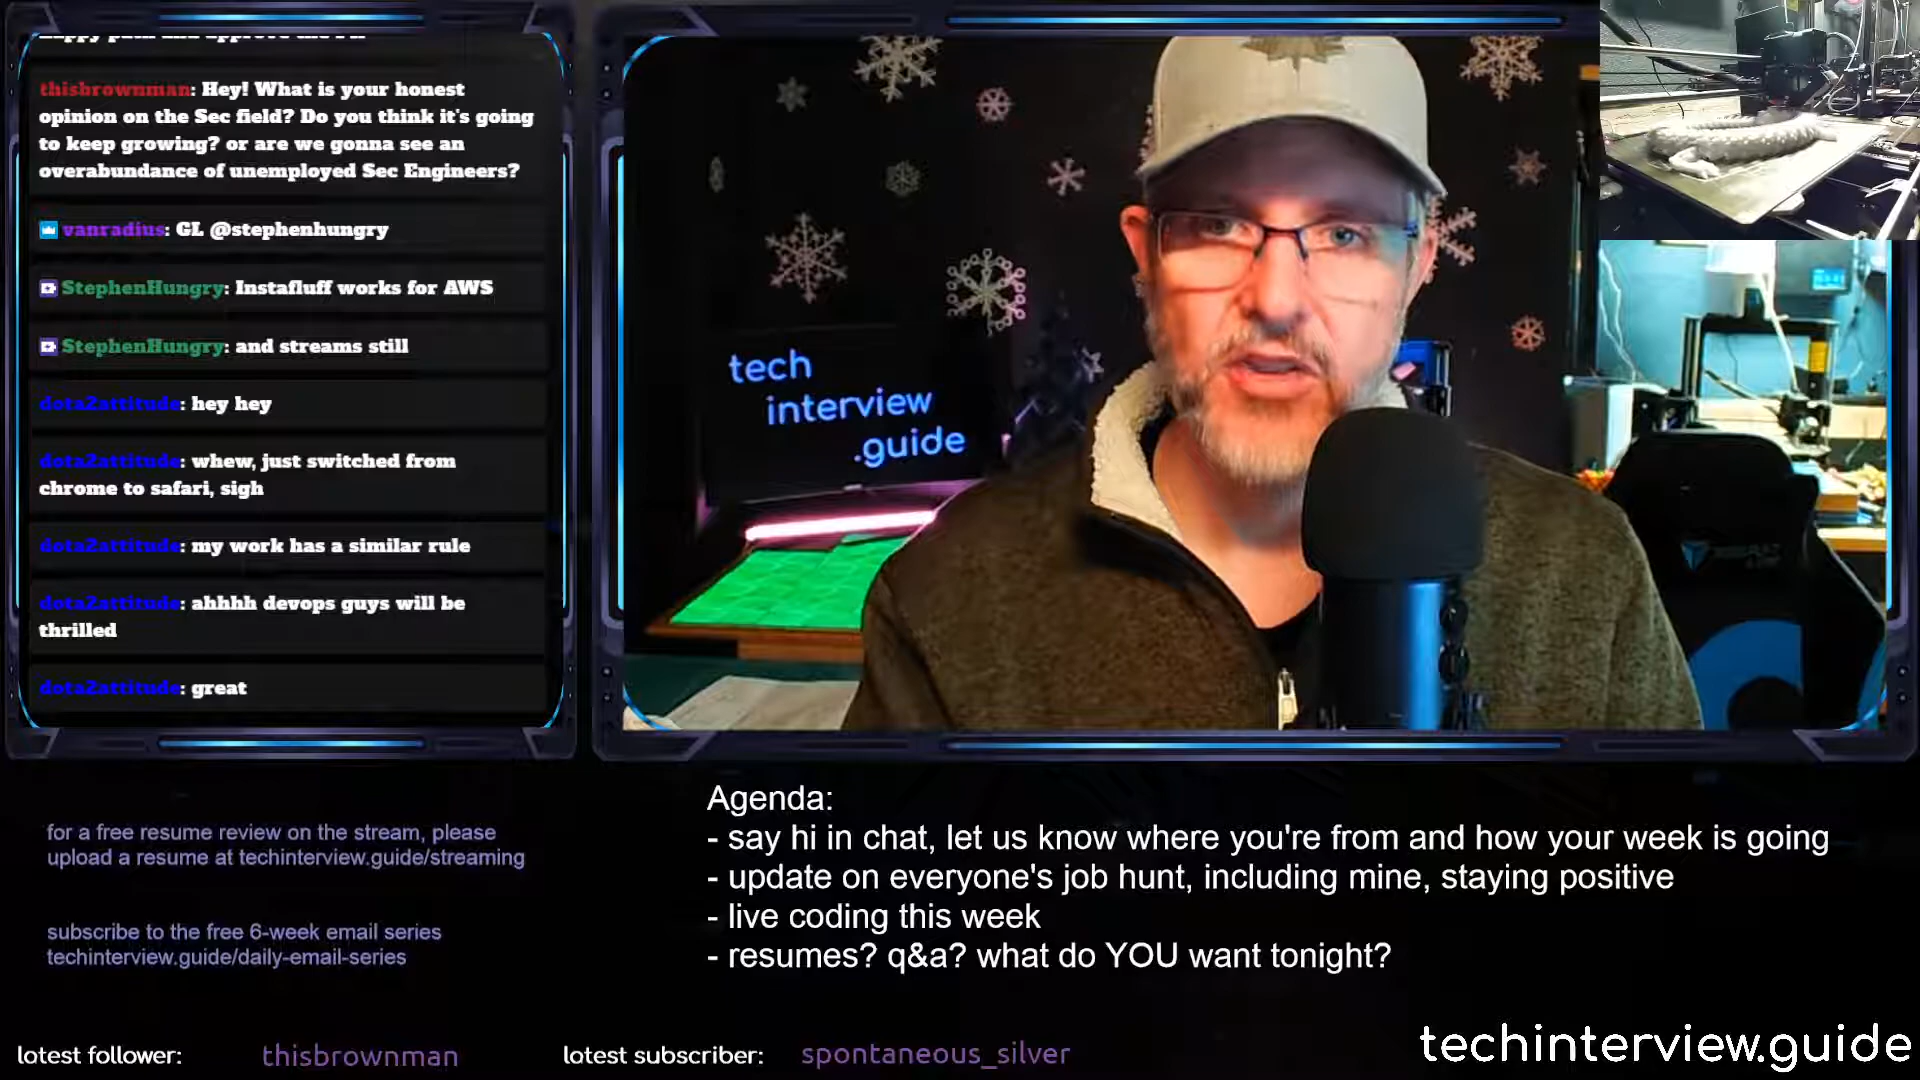 thisbrownman: Hey! What is your honest
opinion on the Sec field? Do you think it's going
to keep growing? or are we gonna see an
overabundance of unemployed Sec Engineers?
vanradius: GL @stephenhungry
StephenHungry: Instafluff works for AWS
StephenHungry: and streams still
dota2attitude: hey hey
dota2attitude: whew, just switched from
chrome to safari, sigh
dota2attitude: my work has a similar rule
dota2attitude: ahhhh devops guys will be
thrilled
dota2attitude: great
tech
interview
.guide
for a free resume review on the stream, please
upload a resume at techinterview.guide/streaming
subscribe to the free 6-week email series
techinterview.guide/daily-email-series
Agenda:
- say hi in chat, let us know where you're from and how your week is going
- update on everyone's job hunt, including mine, staying positive
- live coding this week
- resumes? q&a? what do YOU want tonight?
latest follower: thisbrownman
latest subscriber: spontaneous_silver
techinterview.guide